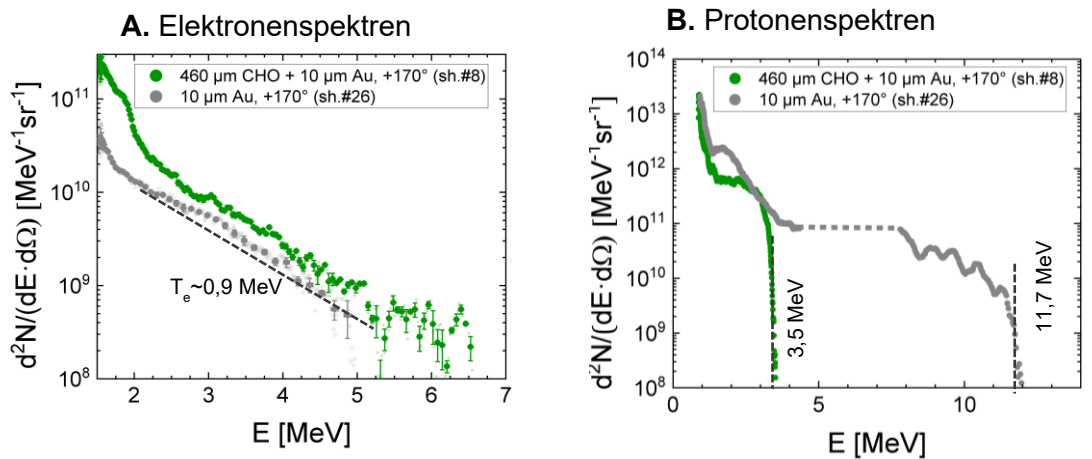 A. Elektronenspektren
460 µm CHO + 10 µm Au, +170° (sh.#8)
10 µm Au, +170° (sh.#26)
d²N/(dE·dΩ) [MeV⁻¹sr⁻¹]
10¹¹
10¹⁰
10⁹
10⁸
Tₑ~0,9 MeV
2 3 4 5 6 7
E [MeV]
B. Protonenspektren
460 µm CHO + 10 µm Au, +170° (sh.#8)
10 µm Au, +170° (sh.#26)
d²N/(dE·dΩ) [MeV⁻¹sr⁻¹]
10¹⁴
10¹³
10¹²
10¹¹
10¹⁰
10⁹
10⁸
3,5 MeV
11,7 MeV
0 5 10
E [MeV]